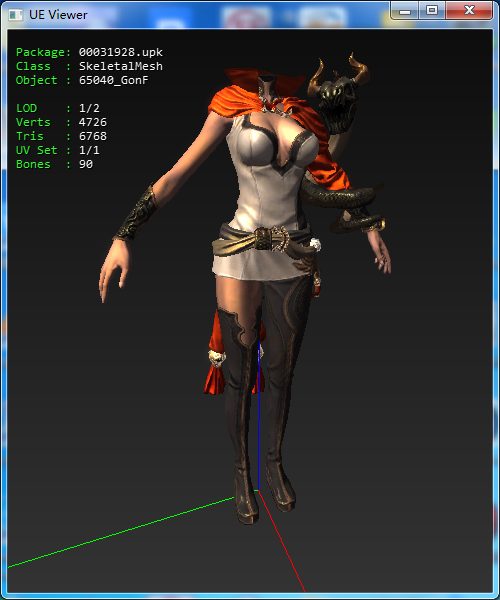 UE Viewer
Package: 00031928.upk
Class : SkeletalMesh
Object : 65040_GonF
LOD : 1/2
Verts : 4726
Tris : 6768
UV Set : 1/1
Bones : 90